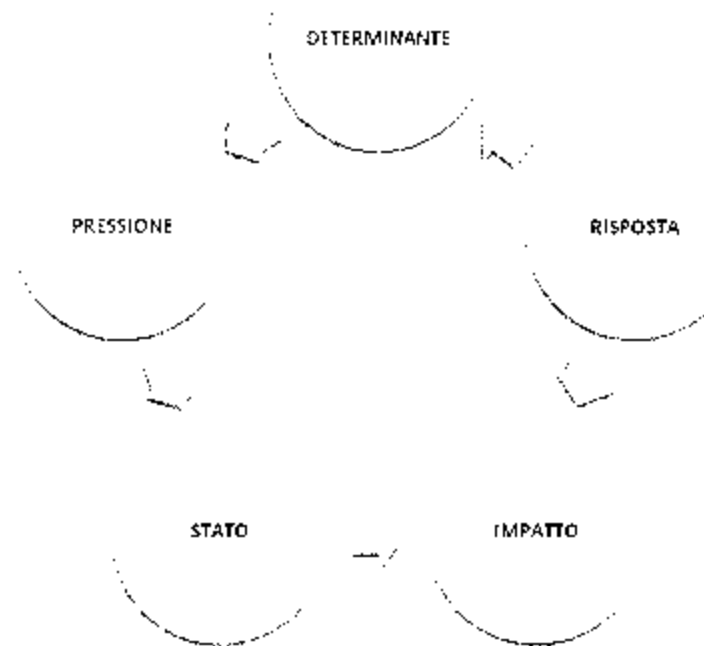 DETERMINANTE
PRESSIONE
RISPOSTA
STATO
IMPATTO